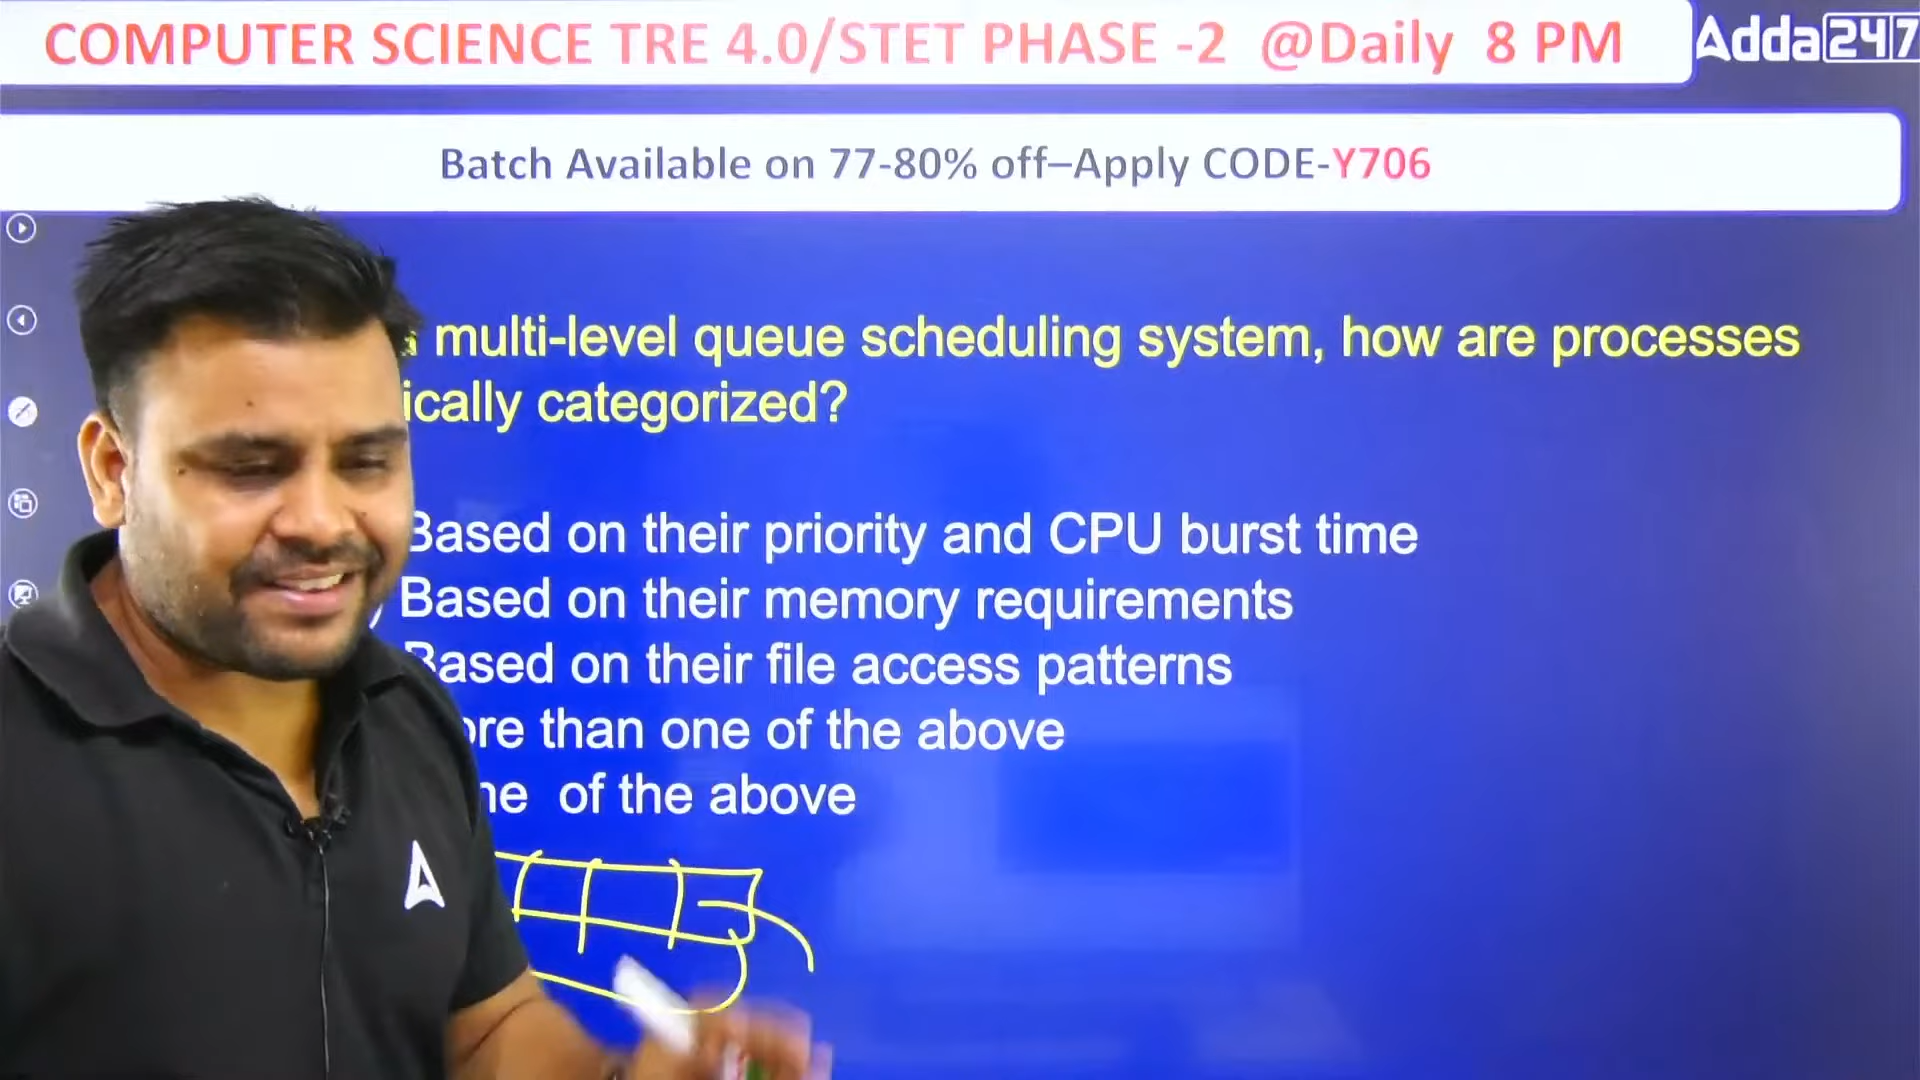 COMPUTER SCIENCE TRE 4.0/STET PHASE -2 @Daily 8 PM
Adda247
Batch Available on 77-80% off–Apply CODE-Y706
multi-level queue scheduling system, how are processes
ically categorized?
Based on their priority and CPU burst time
Based on their memory requirements
Based on their file access patterns
ore than one of the above
ne of the above